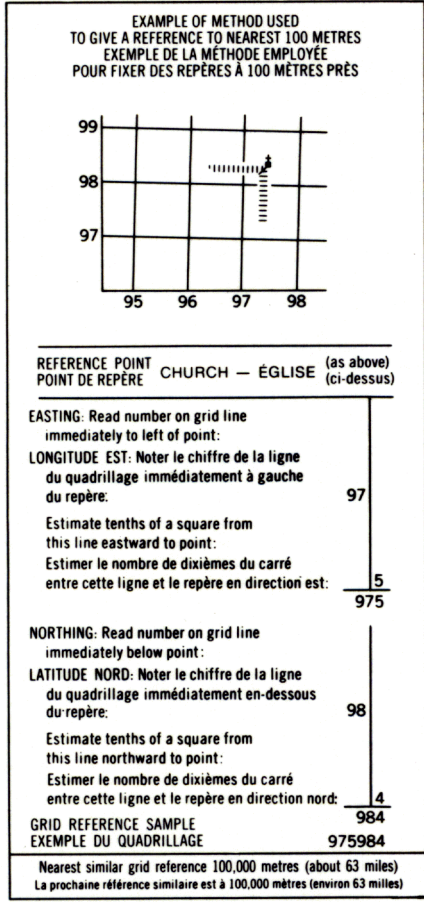 EXAMPLE OF METHOD USED
TO GIVE A REFERENCE TO NEAREST 100 METRES
EXEMPLE DE LA MÉTHODE EMPLOYÉE
POUR FIXER DES REPÈRES À 100 MÈTRES PRÈS
99
98
97
95 96 97 98
REFERENCE POINT
POINT DE REPÈRE
CHURCH — ÉGLISE
(as above)
(ci-dessus)
EASTING: Read number on grid line
immediately to left of point:
LONGITUDE EST: Noter le chiffre de la ligne
du quadrillage immédiatement à gauche
du repère: 97
Estimate tenths of a square from
this line eastward to point:
Estimer le nombre de dixièmes du carré
entre cette ligne et le repère en direction est: 5
975
NORTHING: Read number on grid line
immediately below point:
LATITUDE NORD: Noter le chiffre de la ligne
du quadrillage immédiatement en-dessous
du repère: 98
Estimate tenths of a square from
this line northward to point:
Estimer le nombre de dixièmes du carré
entre cette ligne et le repère en direction nord: 4
984
GRID REFERENCE SAMPLE
EXEMPLE DU QUADRILLAGE 975984
Nearest similar grid reference 100,000 metres (about 63 miles)
La prochaine référence similaire est à 100,000 mètres (environ 63 milles)